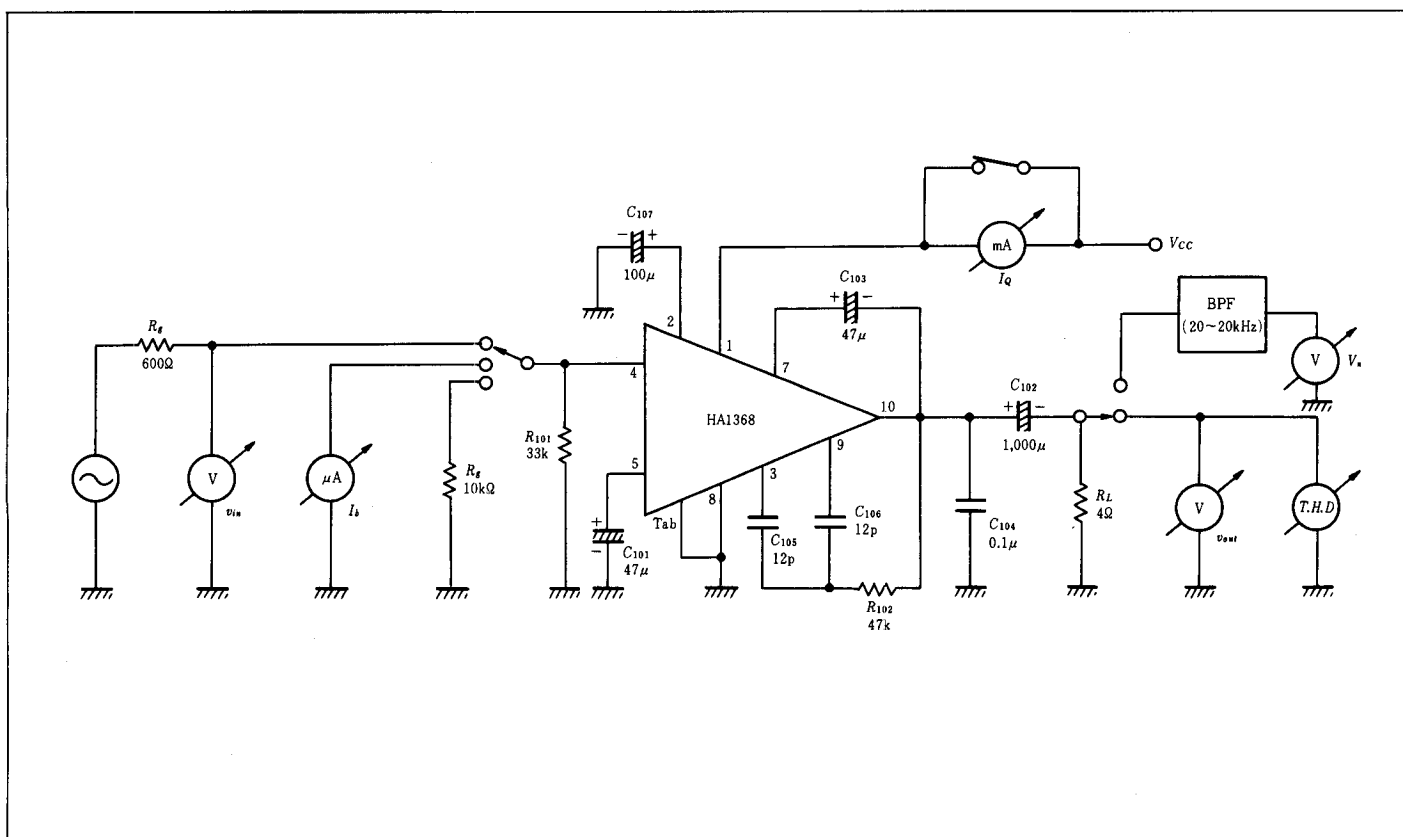 C107
− +
100μ
2
1
mA
IQ
VCC
C103
+ −
47μ
7
BPF
(20~20kHz)
V
Vn
Rg
600Ω
4
HA1368
10
C102
+ −
1,000μ
R101
33k
9
5
3
8
Tab
V
vin
μA
Ib
Rg
10kΩ
+
−
C101
47μ
C105
12p
C106
12p
R102
47k
C104
0.1μ
RL
4Ω
V
vout
T.H.D